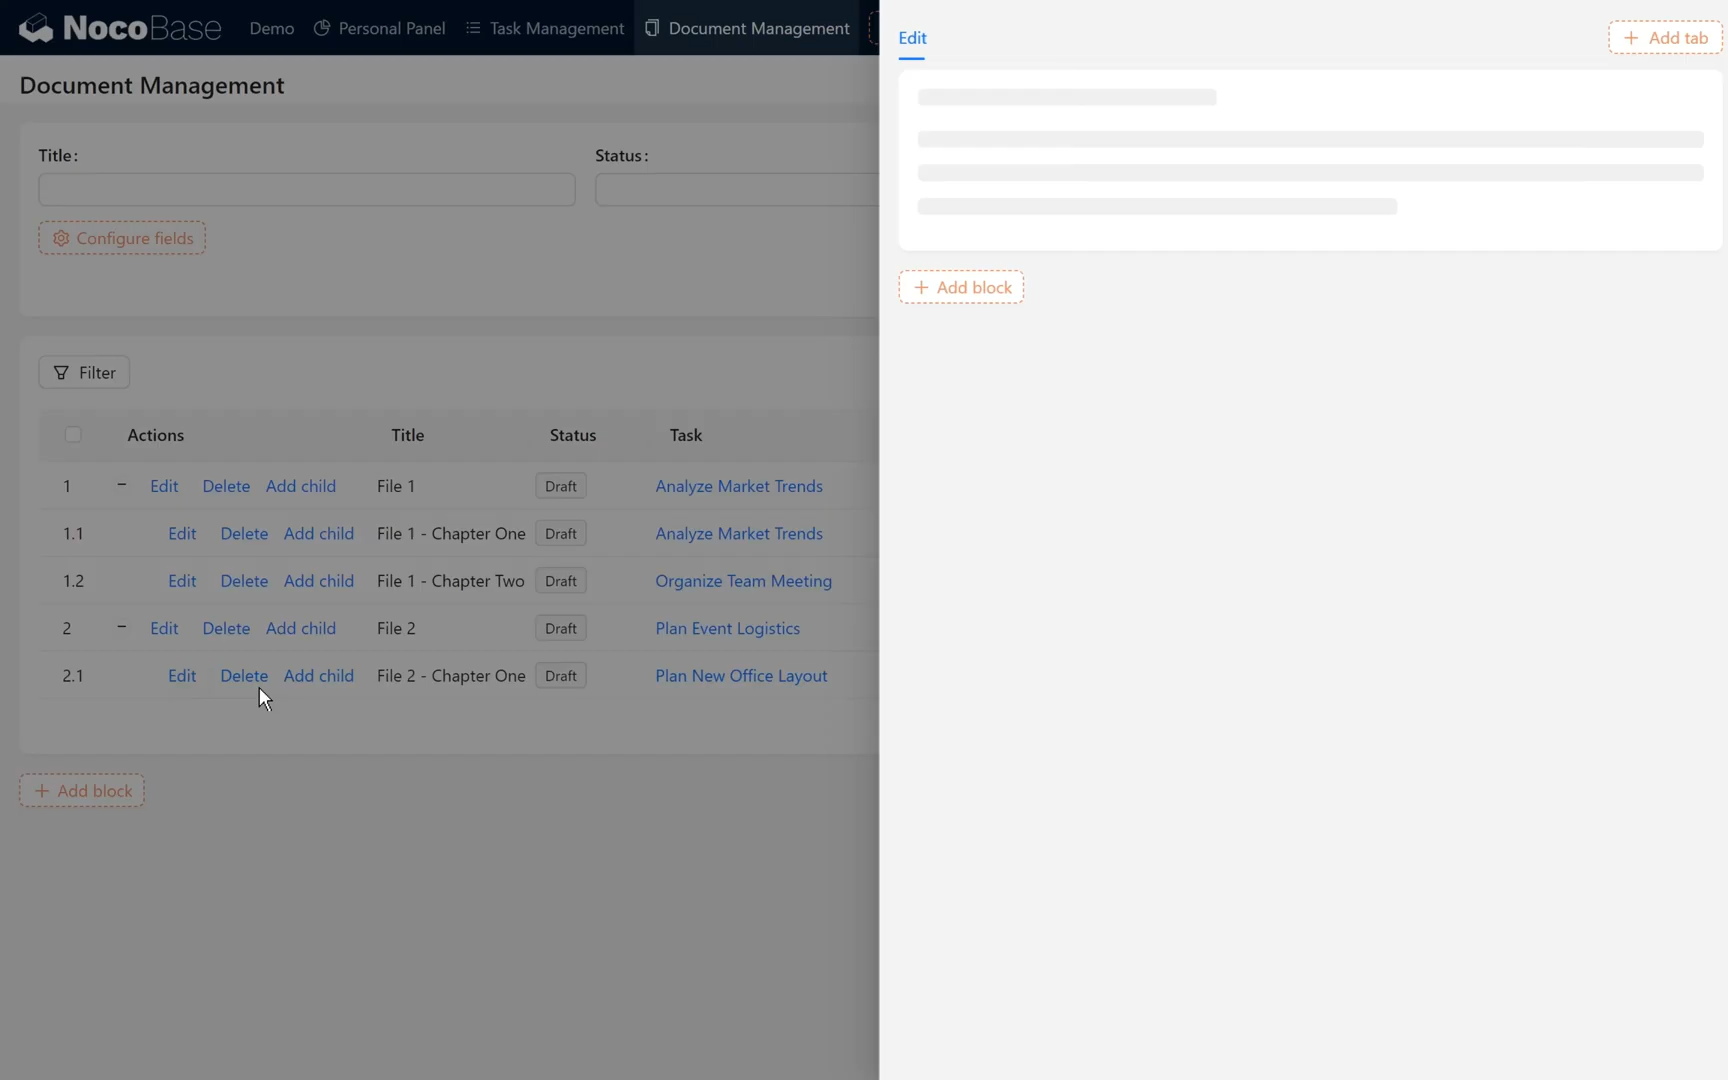 NocoBase Demo Personal Panel Task Management Document Management
Edit
Add tab
Document Management
Title:
Status:
Configure fields
Add block
Filter
Actions Title Status Task
1 Edit Delete Add child File 1 Draft Analyze Market Trends
1.1 Edit Delete Add child File 1 - Chapter One Draft Analyze Market Trends
1.2 Edit Delete Add child File 1 - Chapter Two Draft Organize Team Meeting
2 Edit Delete Add child File 2 Draft Plan Event Logistics
2.1 Edit Delete Add child File 2 - Chapter One Draft Plan New Office Layout
Add block